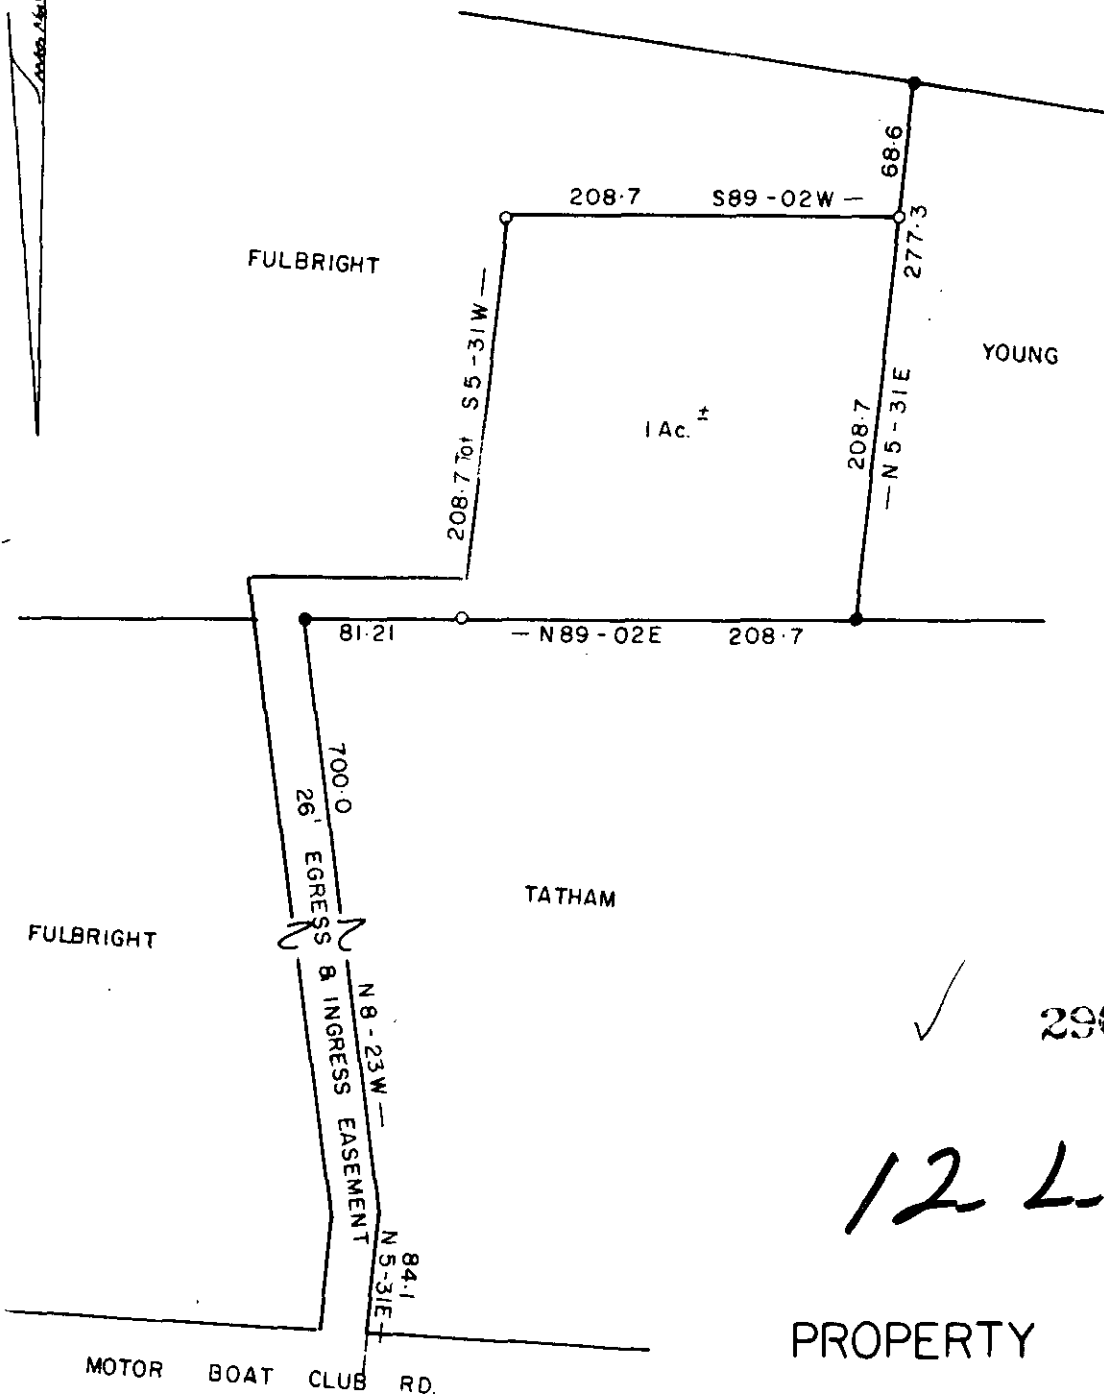 68.6
208.7 S89-02W
277.3
FULBRIGHT
S5-31W
YOUNG
208.7 Tot
1 Ac. ±
208.7
N5-31E
81.21
N89-02E
208.7
700.0
26' EGRESS & INGRESS EASEMENT
TATHAM
FULBRIGHT
N8-23W
12 L
84.1
N5-31E
PROPERTY
MOTOR BOAT CLUB RD.